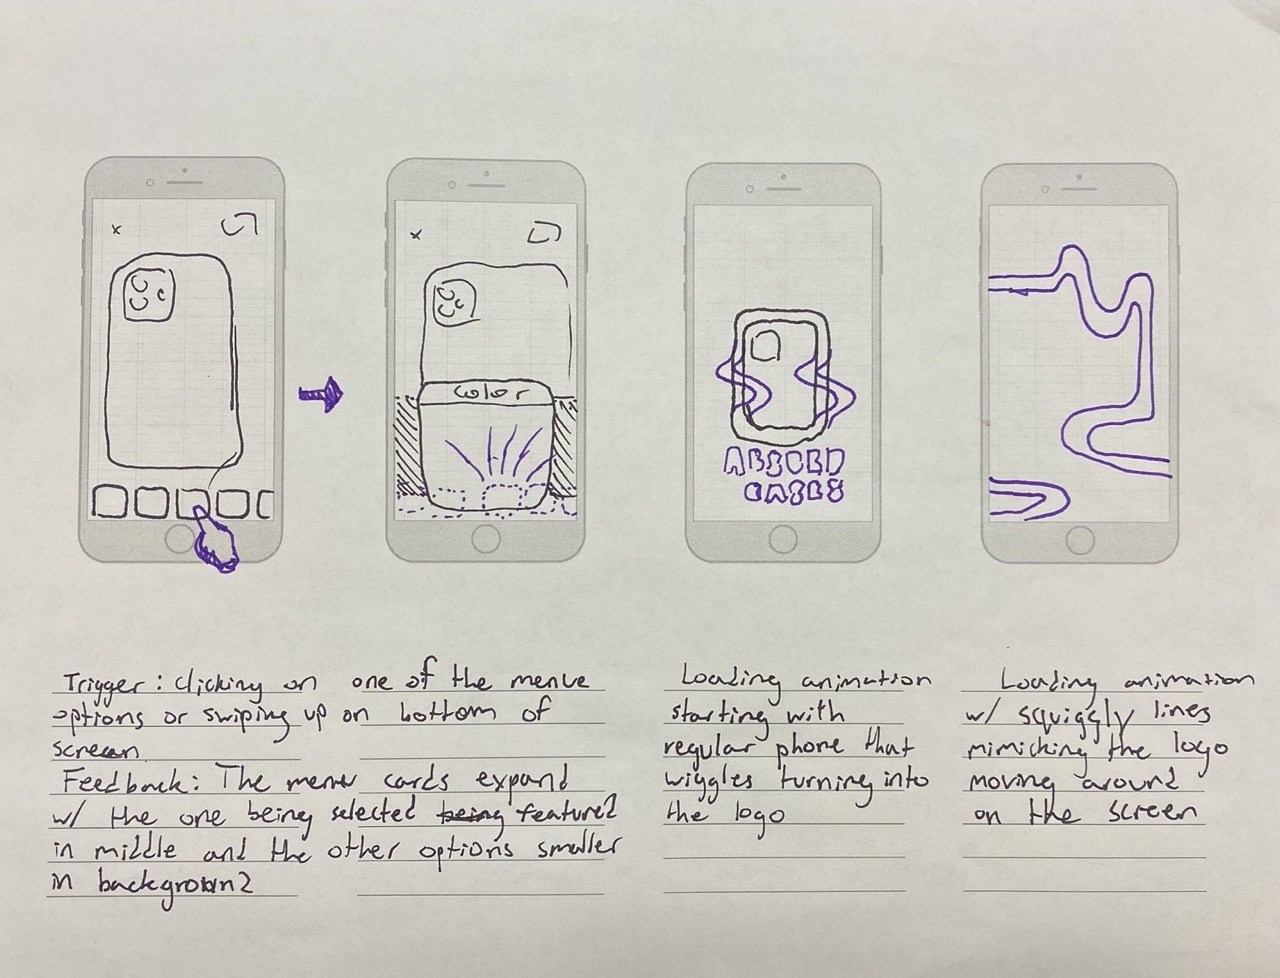 x
x
color
ABSURD
CASES
Trigger: clicking on one of the menue
options or swiping up on bottom of
screen
Feedback: The menu cards expand
w/ the one being selected being featured
in middle and the other options smaller
in background
Loading animation
starting with
regular phone that
wiggles turning into
the logo
Loading animation
w/ squiggly lines
mimicking the logo
moving around
on the screen